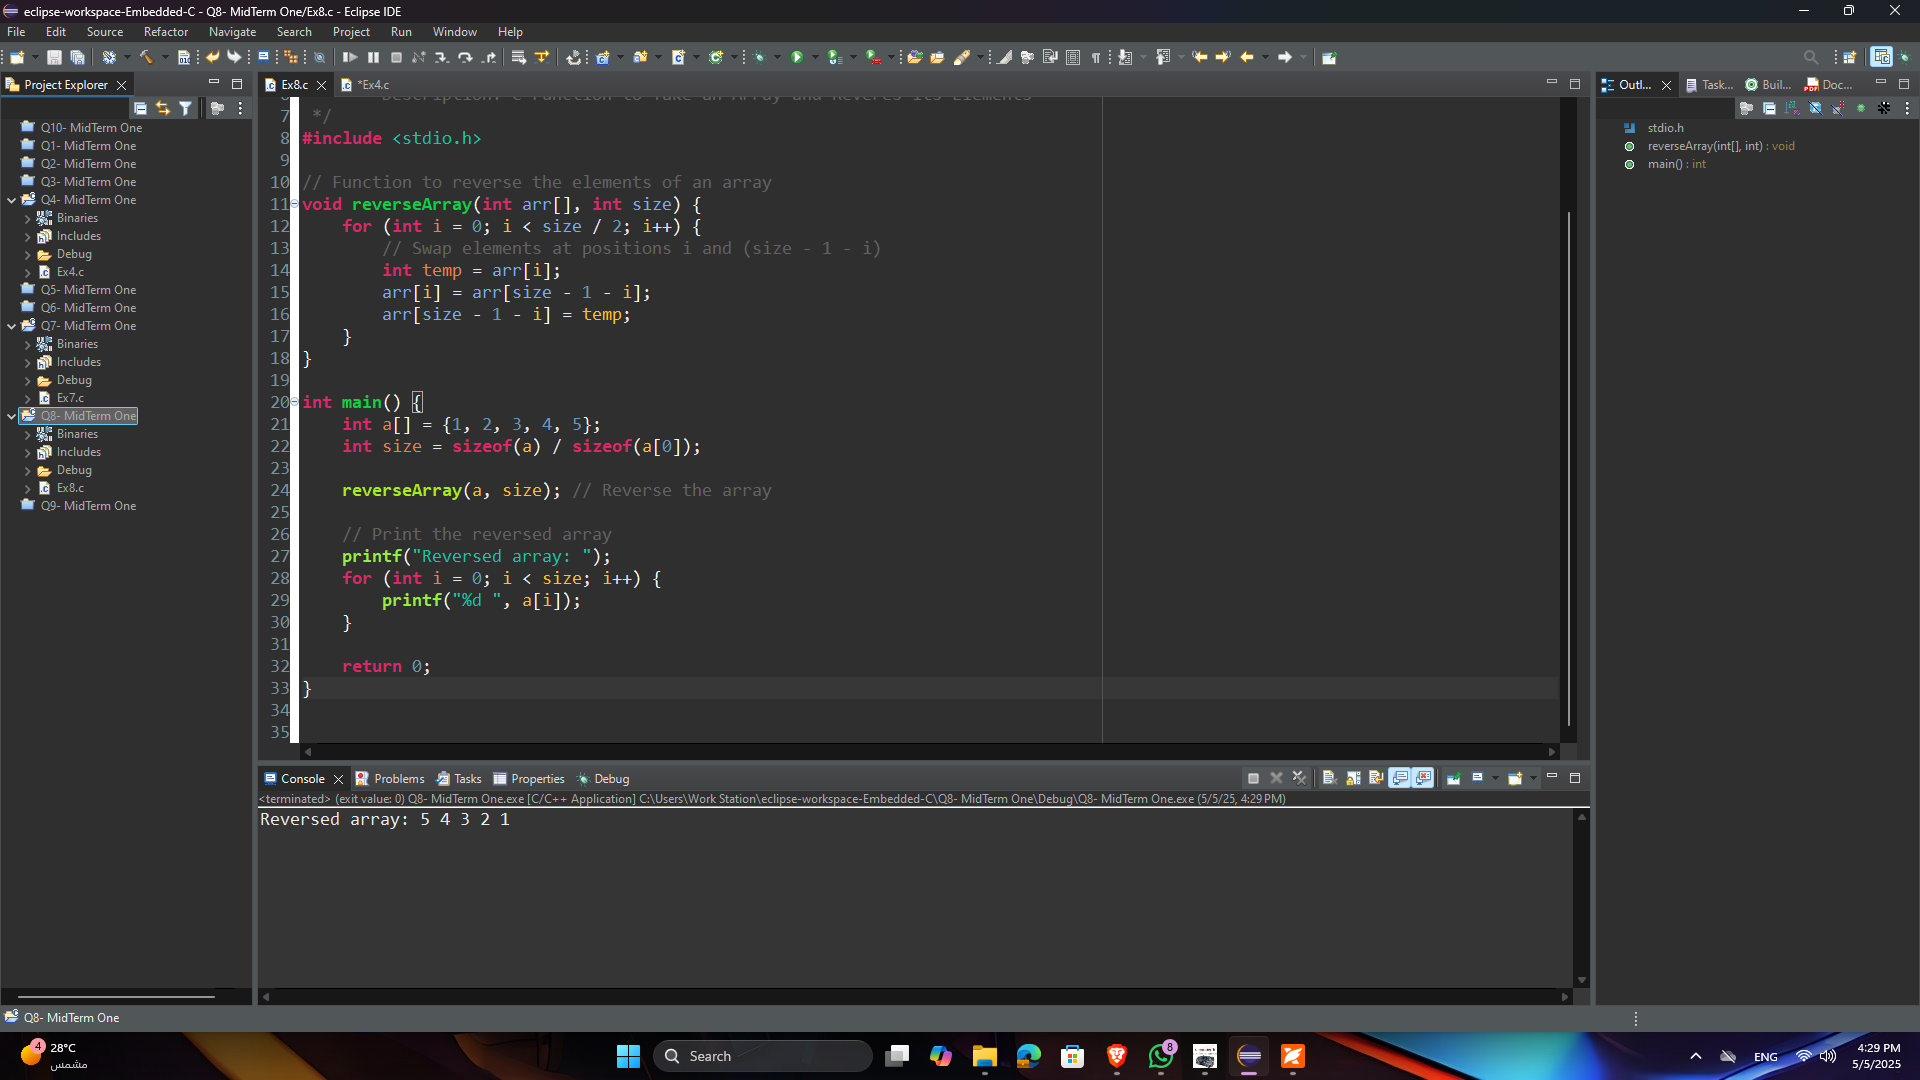 eclipse-workspace-Embedded-C - Q8- MidTerm One/Ex8.c - Eclipse IDE
File Edit Source Refactor Navigate Search Project Run Window Help
Project Explorer
Q10- MidTerm One
Q1- MidTerm One
Q2- MidTerm One
Q3- MidTerm One
Q4- MidTerm One
Binaries
Includes
Debug
Ex4.c
Q5- MidTerm One
Q6- MidTerm One
Q7- MidTerm One
Binaries
Includes
Debug
Ex7.c
Q8- MidTerm One
Binaries
Includes
Debug
Ex8.c
Q9- MidTerm One
Ex8.c *Ex4.c
Description: C Function to Take an Array and Reverts its Elements
7 */
8 #include <stdio.h>
9
10 // Function to reverse the elements of an array
11 void reverseArray(int arr[], int size) {
12 for (int i = 0; i < size / 2; i++) {
13 // Swap elements at positions i and (size - 1 - i)
14 int temp = arr[i];
15 arr[i] = arr[size - 1 - i];
16 arr[size - 1 - i] = temp;
17 }
18 }
19
20 int main() {
21 int a[] = {1, 2, 3, 4, 5};
22 int size = sizeof(a) / sizeof(a[0]);
23
24 reverseArray(a, size); // Reverse the array
25
26 // Print the reversed array
27 printf("Reversed array: ");
28 for (int i = 0; i < size; i++) {
29 printf("%d ", a[i]);
30 }
31
32 return 0;
33 }
34
35
Outl... Task... Buil... Doc...
stdio.h
reverseArray(int[], int) : void
main() : int
Console Problems Tasks Properties Debug
<terminated> (exit value: 0) Q8- MidTerm One.exe [C/C++ Application] C:\Users\Work Station\eclipse-workspace-Embedded-C\Q8- MidTerm One\Debug\Q8- MidTerm One.exe (5/5/25, 4:29 PM)
Reversed array: 5 4 3 2 1
Q8- MidTerm One
4
28°C
مشمس
Search
8
ENG
4:29 PM
5/5/2025